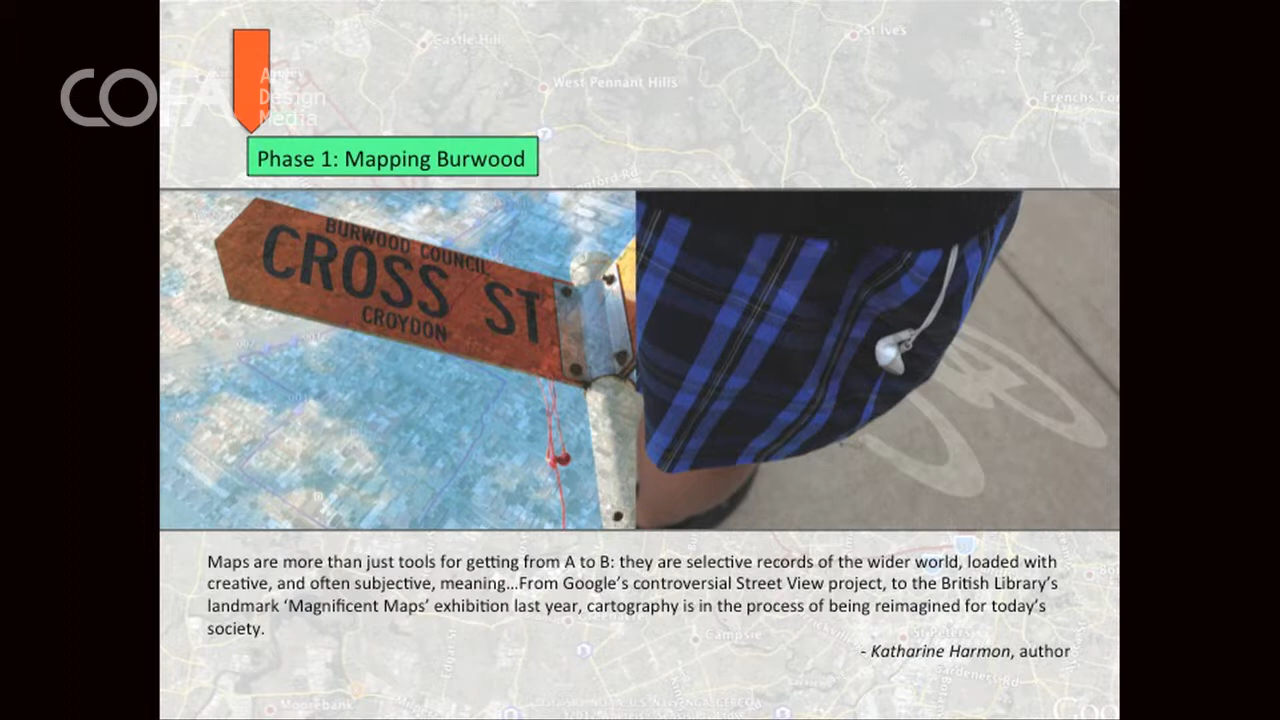 Castle Hill
St Ives
West Pennant Hills
COFA
Art
Design
Media
Phase 1: Mapping Burwood
BURWOOD COUNCIL
CROSS ST
CROYDON
Maps are more than just tools for getting from A to B: they are selective records of the wider world, loaded with
creative, and often subjective, meaning...From Google's controversial Street View project, to the British Library's
landmark ‘Magnificent Maps’ exhibition last year, cartography is in the process of being reimagined for today's
society.
Campsie
St Peters
- Katharine Harmon, author
Moorebank